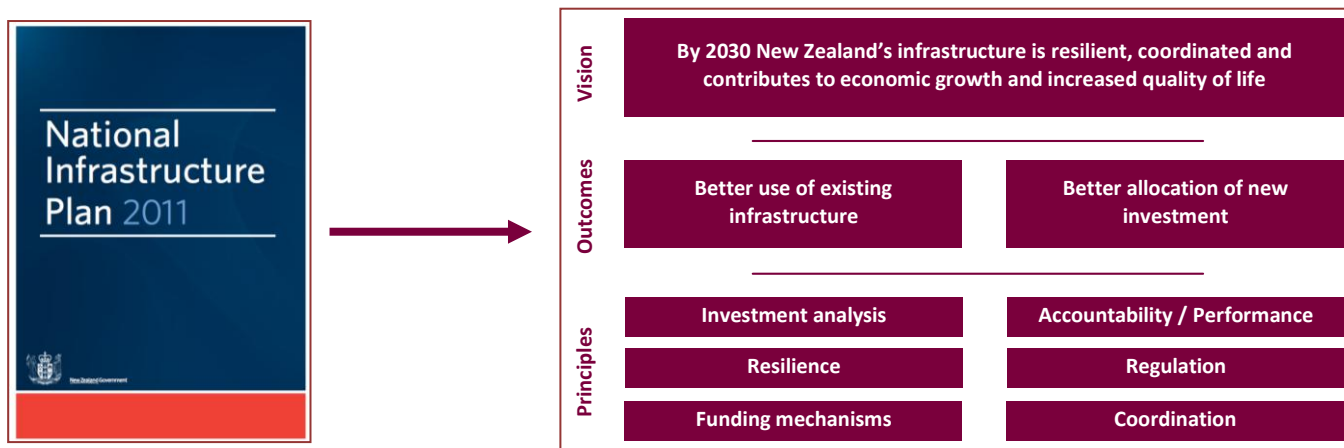 National
Infrastructure
Plan 2011
New Zealand Government
Vision
By 2030 New Zealand's infrastructure is resilient, coordinated and
contributes to economic growth and increased quality of life
Outcomes
Better use of existing
infrastructure
Better allocation of new
investment
Principles
Investment analysis
Accountability / Performance
Resilience
Regulation
Funding mechanisms
Coordination